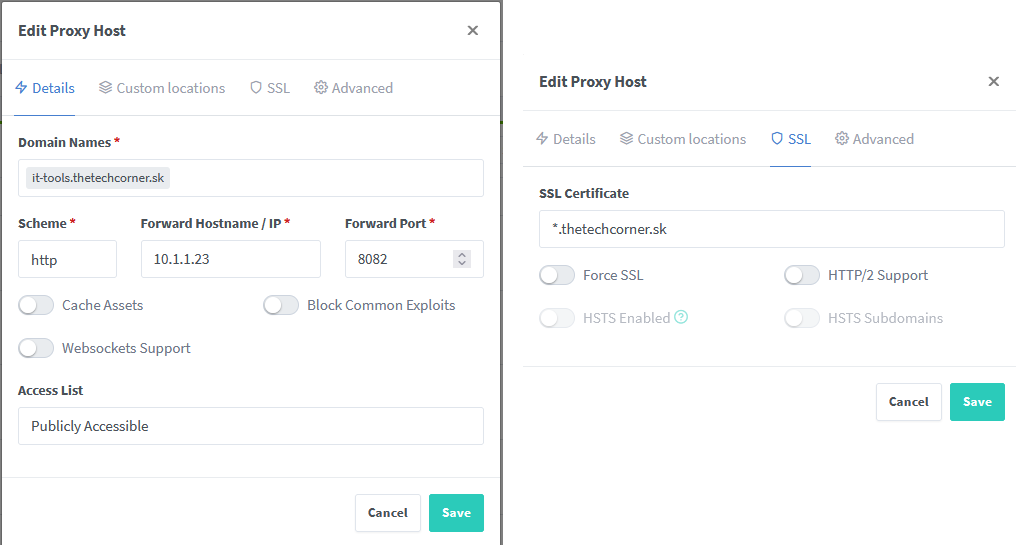 Edit Proxy Host
Details Custom locations SSL Advanced
Domain Names *
it-tools.thetechcorner.sk
Scheme * Forward Hostname / IP * Forward Port *
http 10.1.1.23 8082
Cache Assets Block Common Exploits
Websockets Support
Access List
Publicly Accessible
Cancel Save
Edit Proxy Host
Details Custom locations SSL Advanced
SSL Certificate
*.thetechcorner.sk
Force SSL HTTP/2 Support
HSTS Enabled ? HSTS Subdomains
Cancel Save